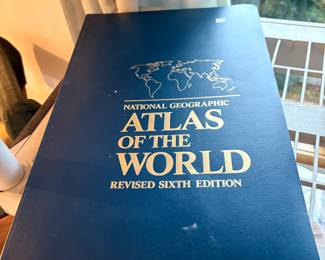 NATIONAL GEOGRAPHIC
ATLAS
OF THE
WORLD
REVISED SIXTH EDITION